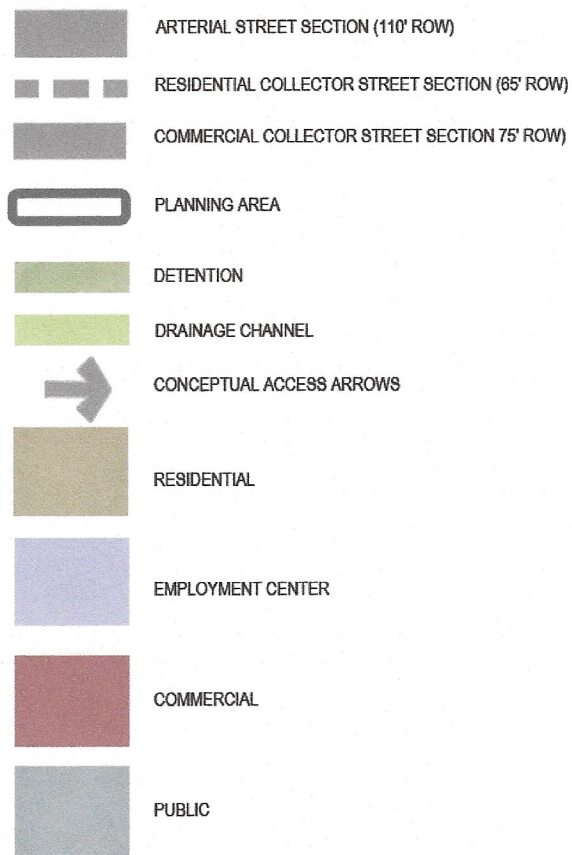 ARTERIAL STREET SECTION (110' ROW)
RESIDENTIAL COLLECTOR STREET SECTION (65' ROW)
COMMERCIAL COLLECTOR STREET SECTION 75' ROW)
PLANNING AREA
DETENTION
DRAINAGE CHANNEL
CONCEPTUAL ACCESS ARROWS
RESIDENTIAL
EMPLOYMENT CENTER
COMMERCIAL
PUBLIC